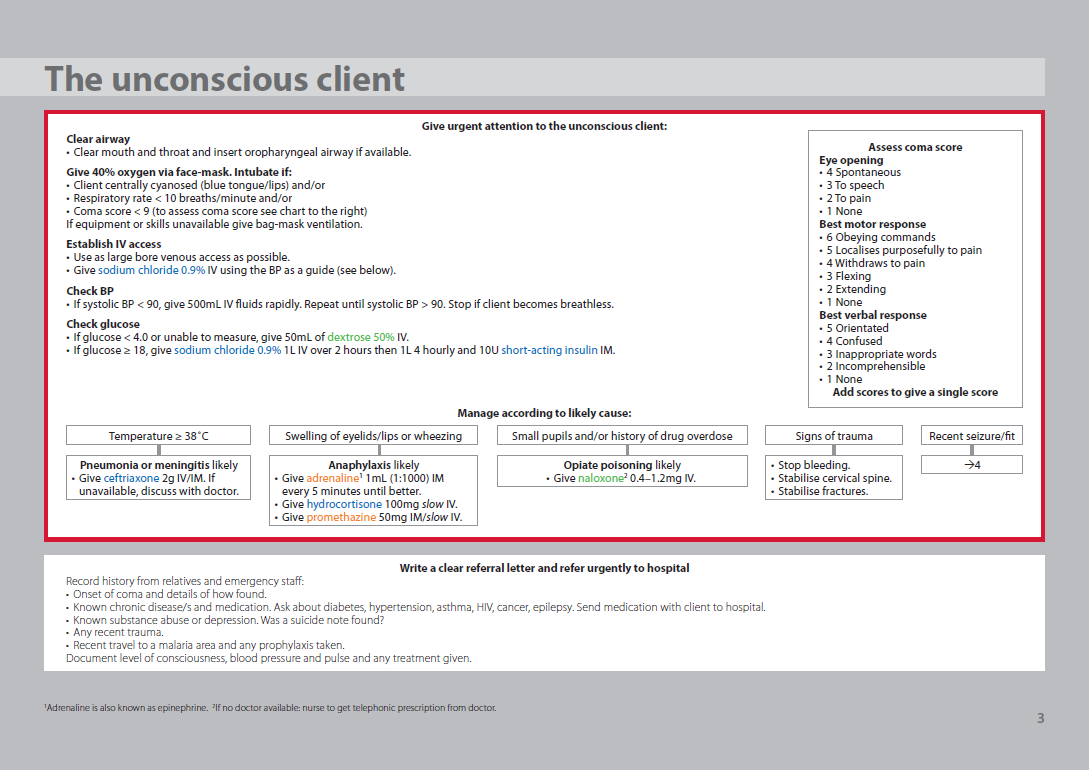 The unconscious client
Give urgent attention to the unconscious client:
Clear airway
• Clear mouth and throat and insert oropharyngeal airway if available.
Give 40% oxygen via face-mask. Intubate if:
• Client centrally cyanosed (blue tongue/lips) and/or
• Respiratory rate < 10 breaths/minute and/or
• Coma score < 9 (to assess coma score see chart to the right)
If equipment or skills unavailable give bag-mask ventilation.
Establish IV access
• Use as large bore venous access as possible.
• Give sodium chloride 0.9% IV using the BP as a guide (see below).
Check BP
• If systolic BP < 90, give 500mL IV fluids rapidly. Repeat until systolic BP > 90. Stop if client becomes breathless.
Check glucose
• If glucose < 4.0 or unable to measure, give 50mL of dextrose 50% IV.
• If glucose ≥ 18, give sodium chloride 0.9% 1L IV over 2 hours then 1L 4 hourly and 10U short-acting insulin IM.
Assess coma score
Eye opening
• 4 Spontaneous
• 3 To speech
• 2 To pain
• 1 None
Best motor response
• 6 Obeying commands
• 5 Localises purposefully to pain
• 4 Withdraws to pain
• 3 Flexing
• 2 Extending
• 1 None
Best verbal response
• 5 Orientated
• 4 Confused
• 3 Inappropriate words
• 2 Incomprehensible
• 1 None
Add scores to give a single score
Manage according to likely cause:
Temperature ≥ 38˚C
Pneumonia or meningitis likely
• Give ceftriaxone 2g IV/IM. If
unavailable, discuss with doctor.
Swelling of eyelids/lips or wheezing
Anaphylaxis likely
• Give adrenaline¹ 1mL (1:1000) IM
every 5 minutes until better.
• Give hydrocortisone 100mg slow IV.
• Give promethazine 50mg IM/slow IV.
Small pupils and/or history of drug overdose
Opiate poisoning likely
• Give naloxone² 0.4–1.2mg IV.
Signs of trauma
• Stop bleeding.
• Stabilise cervical spine.
• Stabilise fractures.
Recent seizure/fit
→4
Write a clear referral letter and refer urgently to hospital
Record history from relatives and emergency staff:
• Onset of coma and details of how found.
• Known chronic disease/s and medication. Ask about diabetes, hypertension, asthma, HIV, cancer, epilepsy. Send medication with client to hospital.
• Known substance abuse or depression. Was a suicide note found?
• Any recent trauma.
• Recent travel to a malaria area and any prophylaxis taken.
Document level of consciousness, blood pressure and pulse and any treatment given.
¹Adrenaline is also known as epinephrine. ²If no doctor available: nurse to get telephonic prescription from doctor.
3